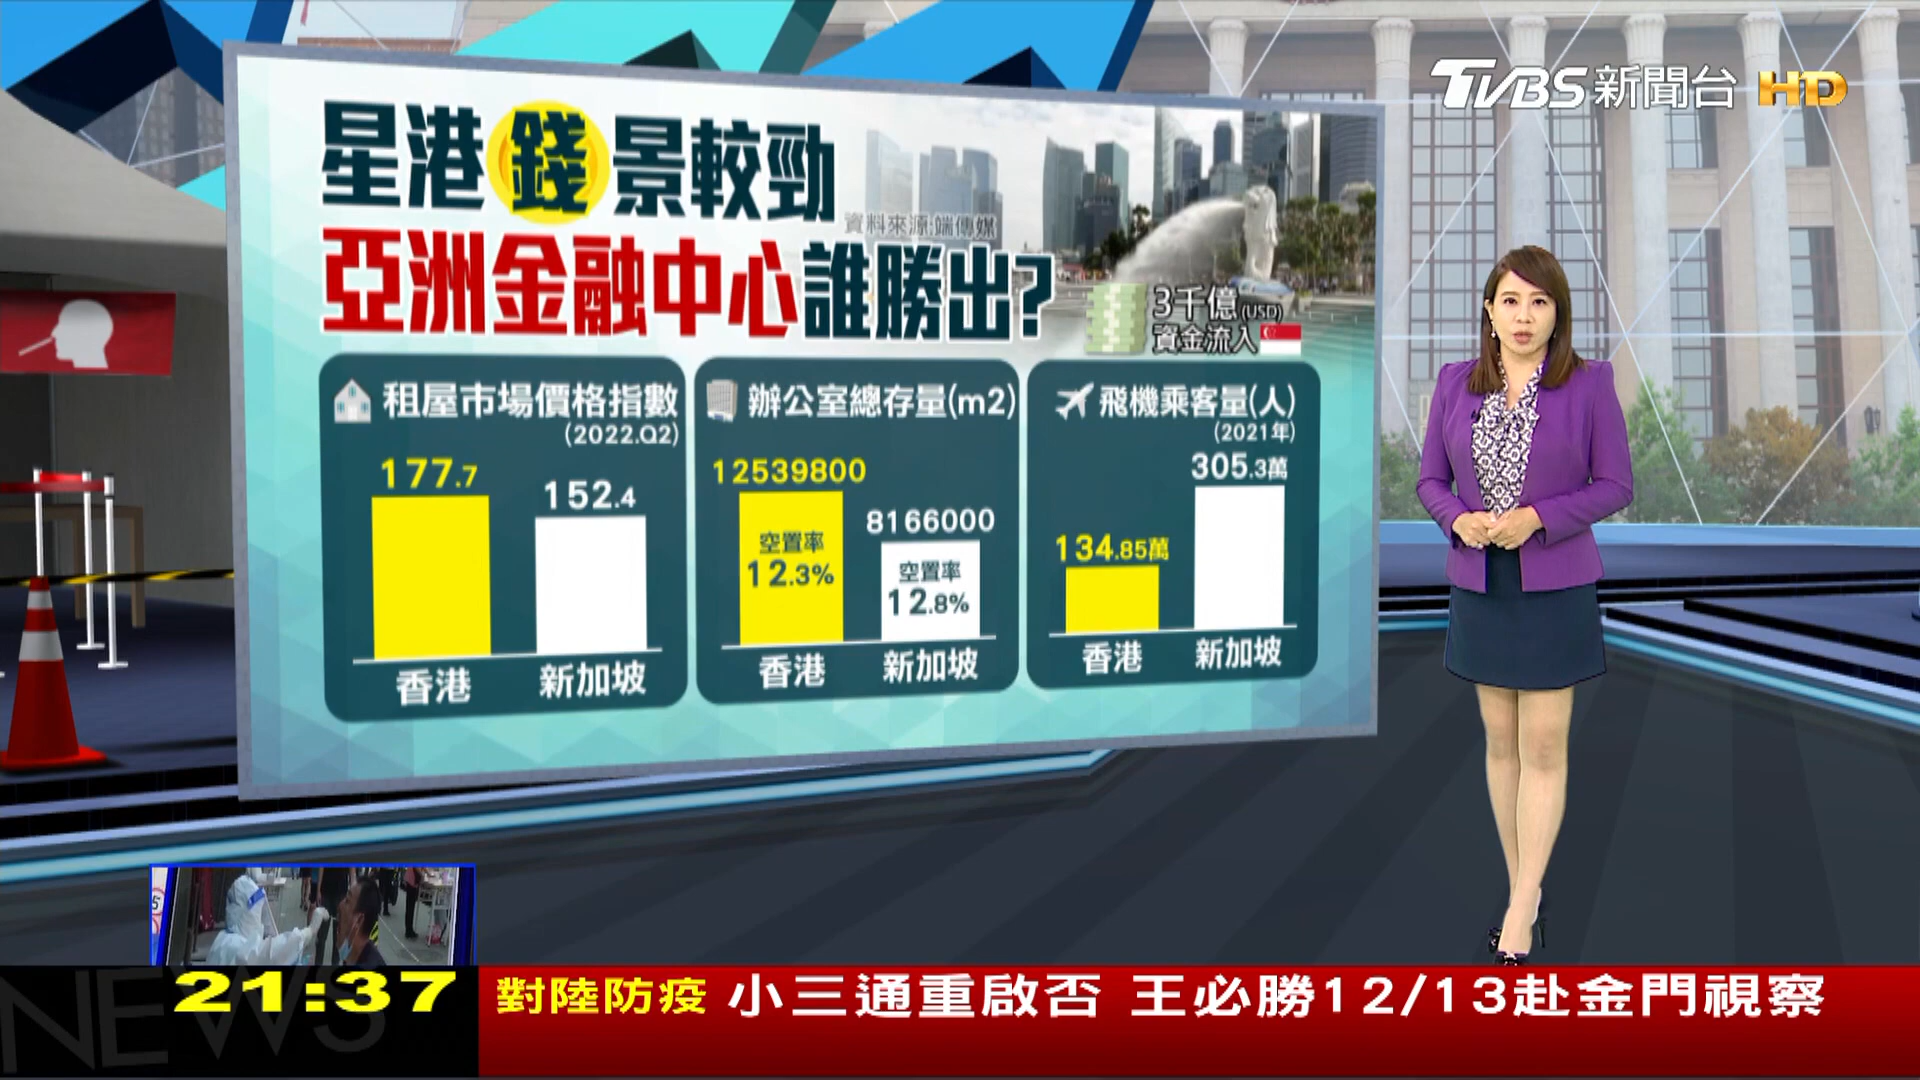 TVBS新聞台 HD
星港錢景較勁
資料來源:端傳媒
亞洲金融中心誰勝出?
3千億(USD)
資金流入
租屋市場價格指數
(2022.Q2)
177.7
152.4
香港
新加坡
辦公室總存量(m2)
12539800
8166000
空置率
12.3%
空置率
12.8%
香港
新加坡
飛機乘客量(人)
(2021年)
134.85萬
305.3萬
香港
新加坡
NEWS
21:37
對陸防疫 小三通重啟否 王必勝12/13赴金門視察